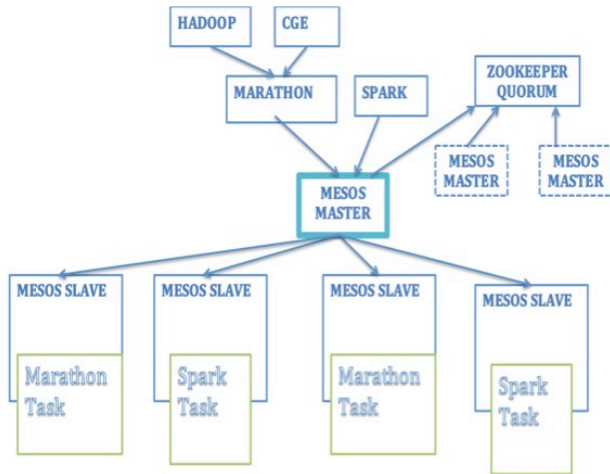 HADOOP
CGE
MARATHON
SPARK
ZOOKEEPER
QUORUM
MESOS
MASTER
MESOS
MASTER
MESOS
MASTER
MESOS SLAVE
MESOS SLAVE
MESOS SLAVE
MESOS SLAVE
Marathon
Task
Spark
Task
Marathon
Task
Spark
Task